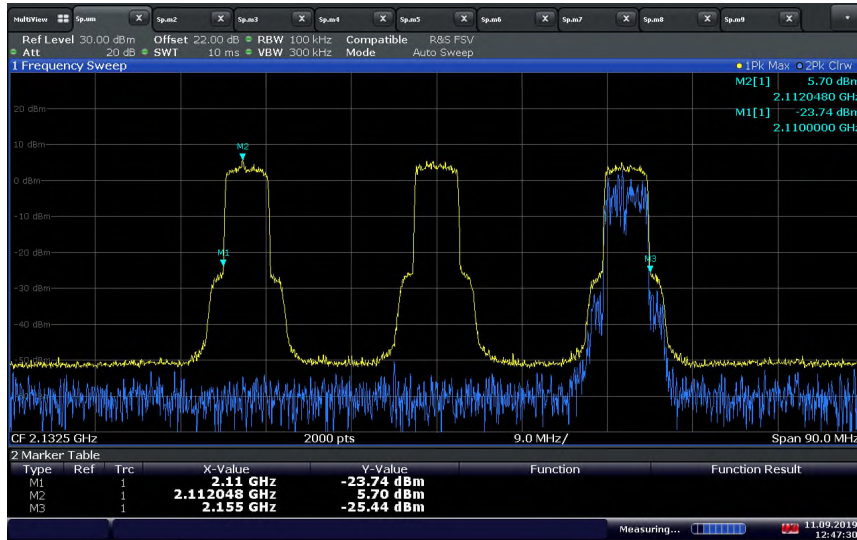 MultiView Sp.um X Sp.m2 X Sp.m3 X Sp.m4 X Sp.m5 X Sp.m6 X Sp.m7 X Sp.m8 X Sp.m9 X
Ref Level 30.00 dBm Offset 22.00 dB RBW 100 kHz Compatible R&S FSV
Att 20 dB SWT 10 ms VBW 300 kHz Mode Auto Sweep
1 Frequency Sweep 1Pk Max 2Pk Clrw
M2[1] 5.70 dBm
2.1120480 GHz
M1[1] -23.74 dBm
2.1100000 GHz
20 dBm
10 dBm
M2
0 dBm
-10 dBm
-20 dBm
M1
M3
-30 dBm
-40 dBm
CF 2.1325 GHz 2000 pts 9.0 MHz/ Span 90.0 MHz
2 Marker Table
Type Ref Trc X-Value Y-Value Function Function Result
M1 1 2.11 GHz -23.74 dBm
M2 1 2.112048 GHz 5.70 dBm
M3 1 2.155 GHz -25.44 dBm
Measuring... 11.09.2019
12:47:30